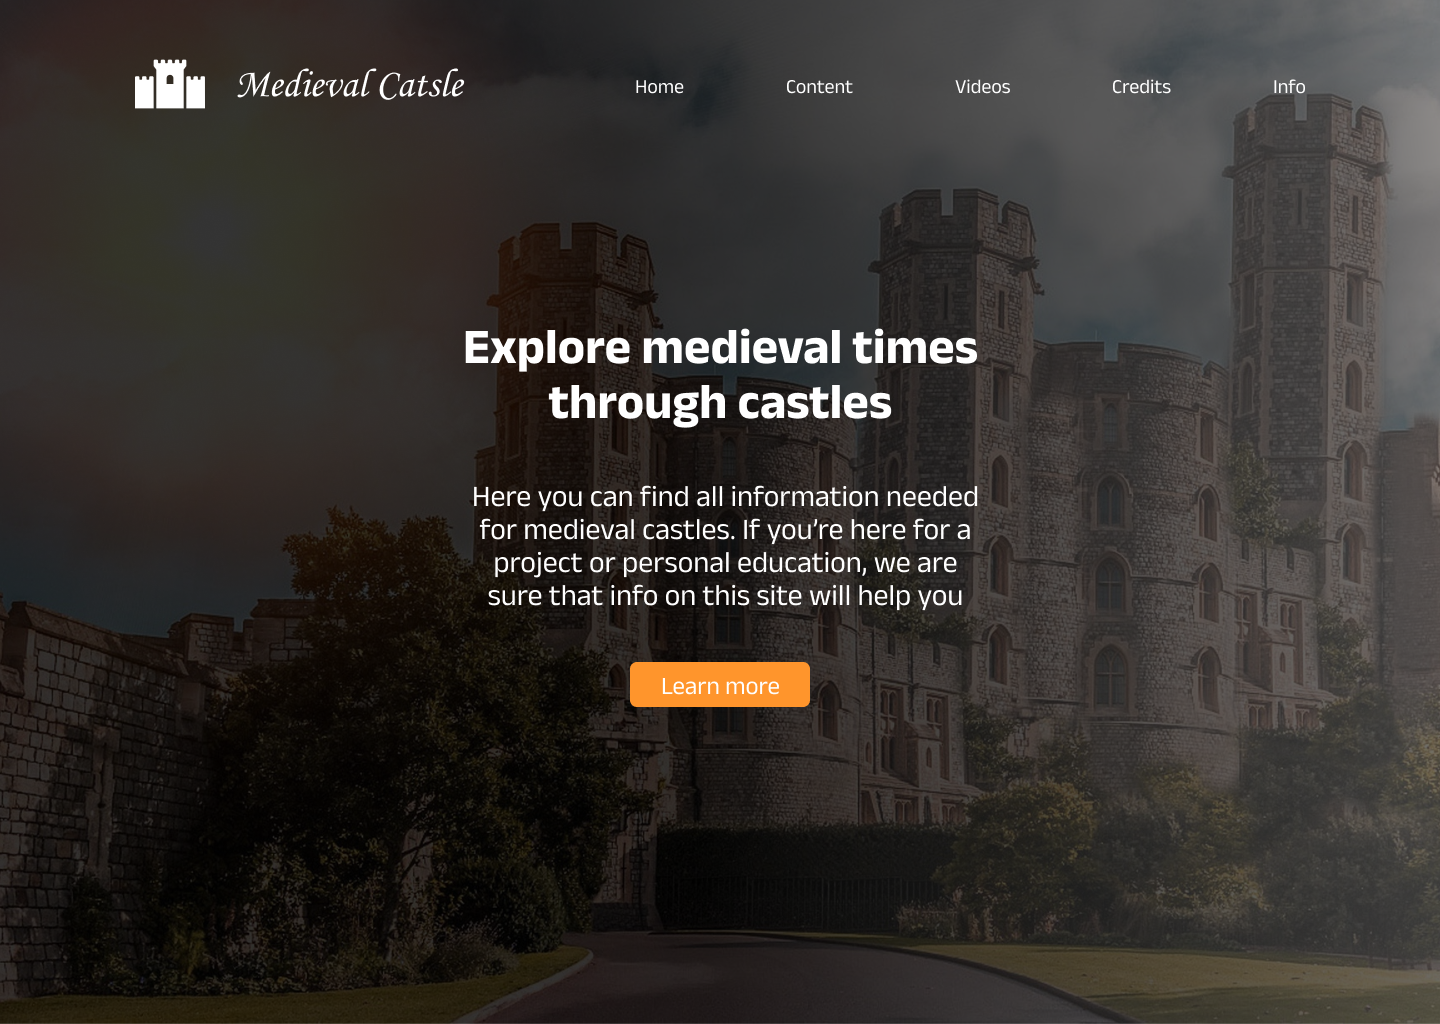 Medieval Catsle
Home
Content
Videos
Credits
Info
Explore medieval times
through castles
Here you can find all information needed
for medieval castles. If you’re here for a
project or personal education, we are
sure that info on this site will help you
Learn more